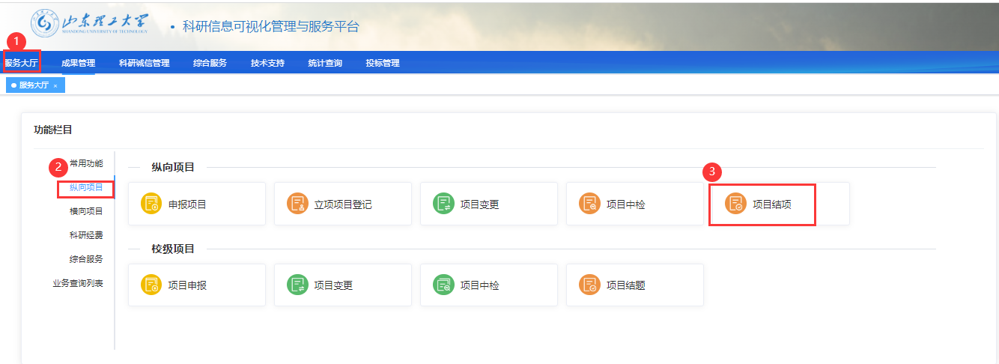 山东理工大学
SHANDONG UNIVERSITY OF TECHNOLOGY
• 科研信息可视化管理与服务平台
1
服务大厅 成果管理 科研诚信管理 综合服务 技术支持 统计查询 投标管理
服务大厅 ×
功能栏目
2
常用功能
纵向项目
横向项目
科研经费
综合服务
业务查询列表
纵向项目
3
申报项目 立项项目登记 项目变更 项目中检 项目结项
校级项目
项目申报 项目变更 项目中检 项目结题